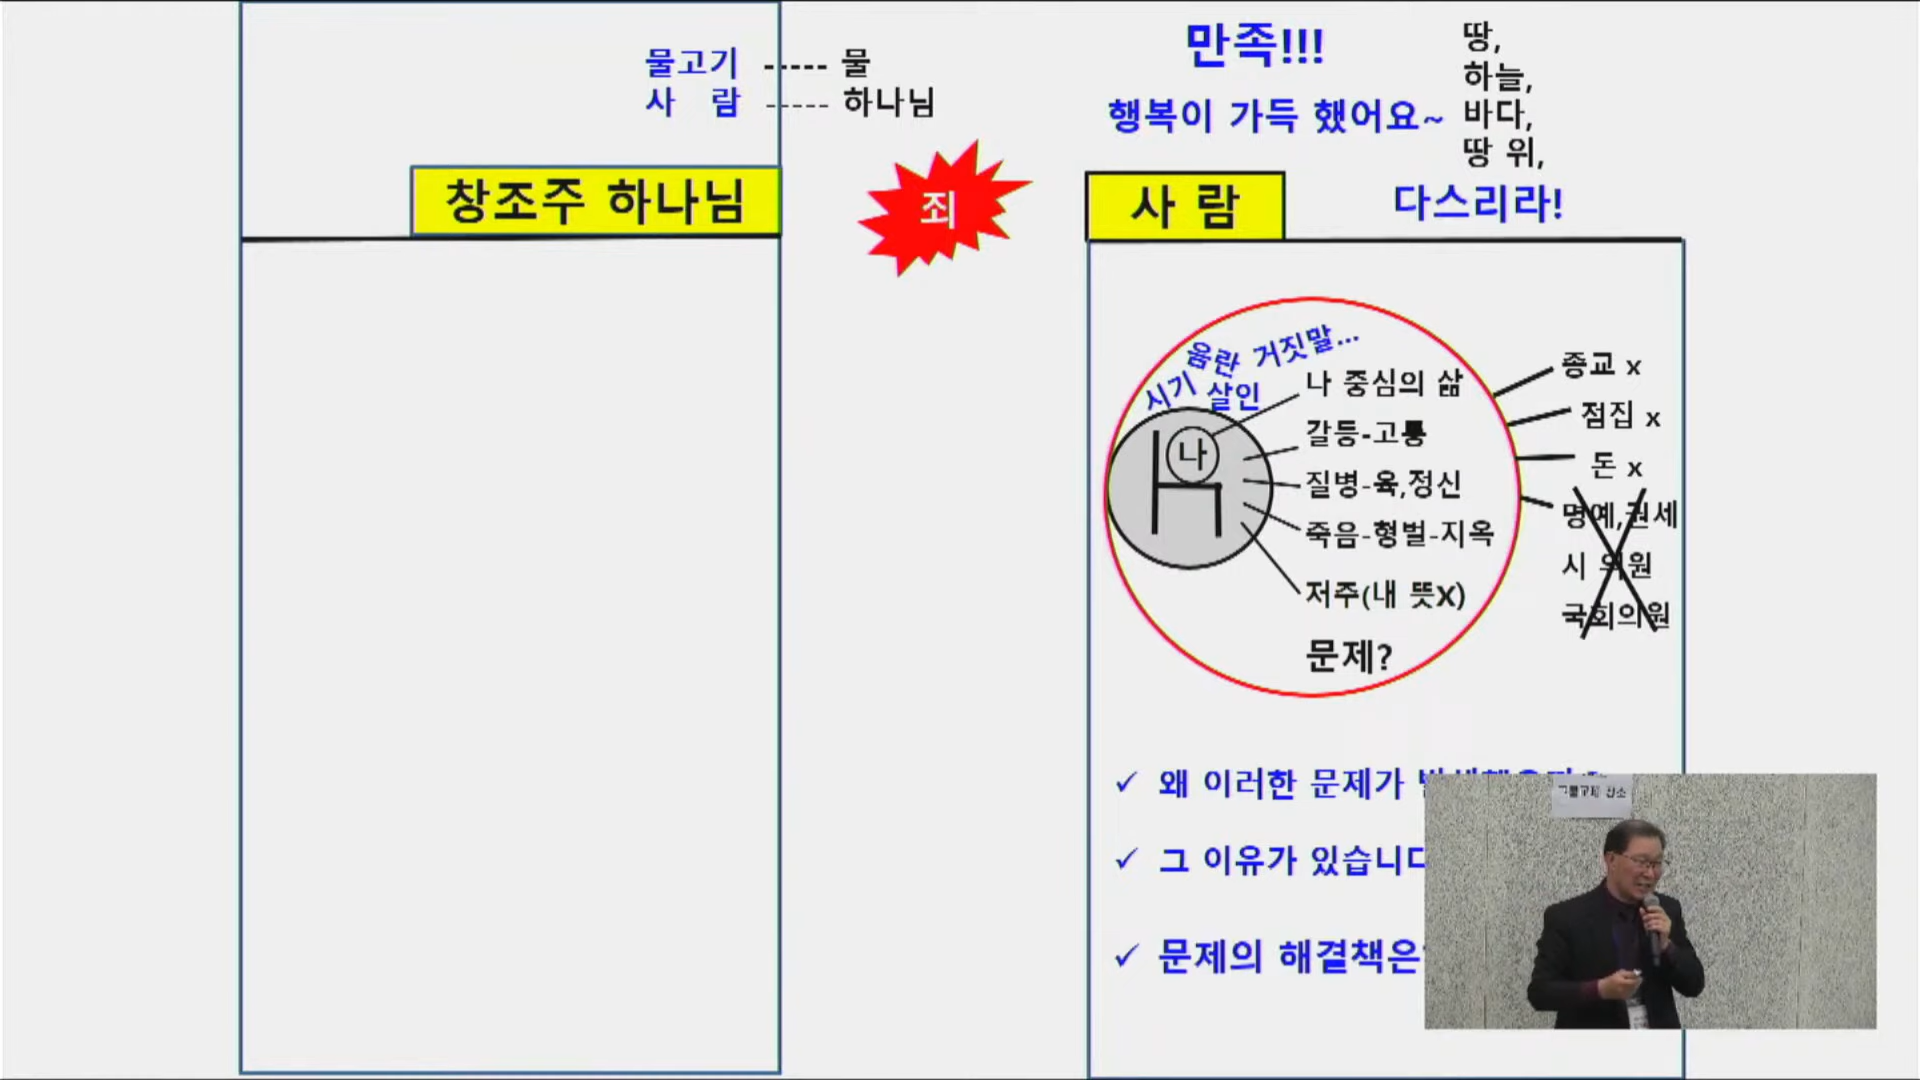 물고기 ----- 물
사 람 ----- 하나님
만족!!!
행복이 가득 했어요~
땅,
하늘,
바다,
땅 위,
다스리라!
창조주 하나님
죄
사 람
음란 거짓말...
시기 살인
나
나 중심의 삶
갈등-고통
질병-육,정신
죽음-형벌-지옥
저주(내 뜻X)
문제?
종교 x
점집 x
돈 x
명예,권세
시 의원
국회의원
✓ 왜 이러한 문제가
✓ 그 이유가 있습니다
✓ 문제의 해결책은
장소